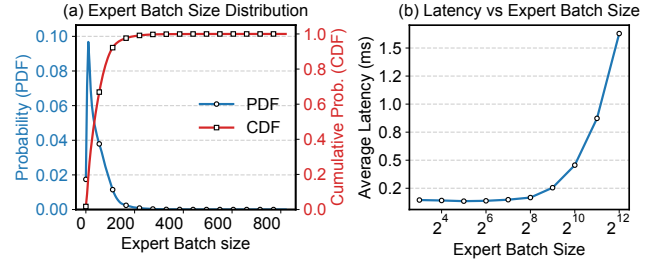 (a) Expert Batch Size Distribution
0.10
0.08
0.06
0.04
0.02
0.00
Probability (PDF)
PDF
CDF
1.0
0.8
0.6
0.4
0.2
0.0
Cumulative Prob. (CDF)
0 200 400 600 800
Expert Batch size
(b) Latency vs Expert Batch Size
Average Latency (ms)
1.5
1.0
0.8
0.5
0.2
2^4 2^6 2^8 2^10 2^12
Expert Batch Size